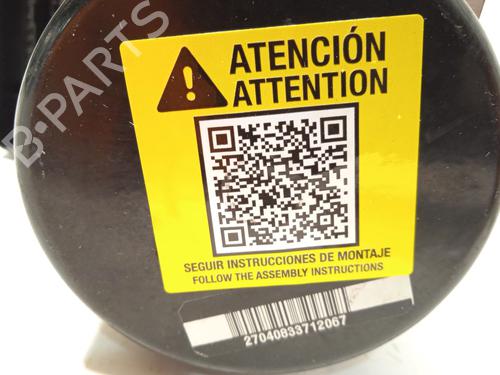 B-PARTS
ATENCIÓN
ATTENTION
SEGUIR INSTRUCCIONES DE MONTAJE
FOLLOW THE ASSEMBLY INSTRUCTIONS
27040833712067